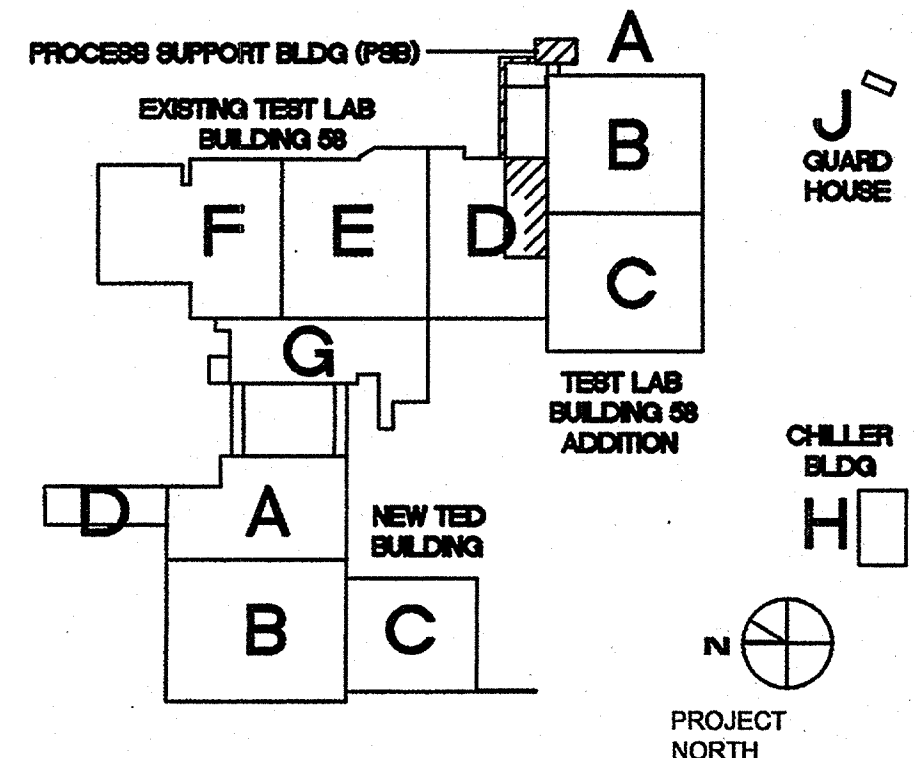 A
PROCESS SUPPORT BLDG (PSB)
EXISTING TEST LAB
BUILDING 58
B
J
GUARD
HOUSE
F
E
D
C
G
TEST LAB
BUILDING 58
ADDITION
CHILLER
BLDG
H
D
A
NEW TED
BUILDING
B
C
N
PROJECT
NORTH